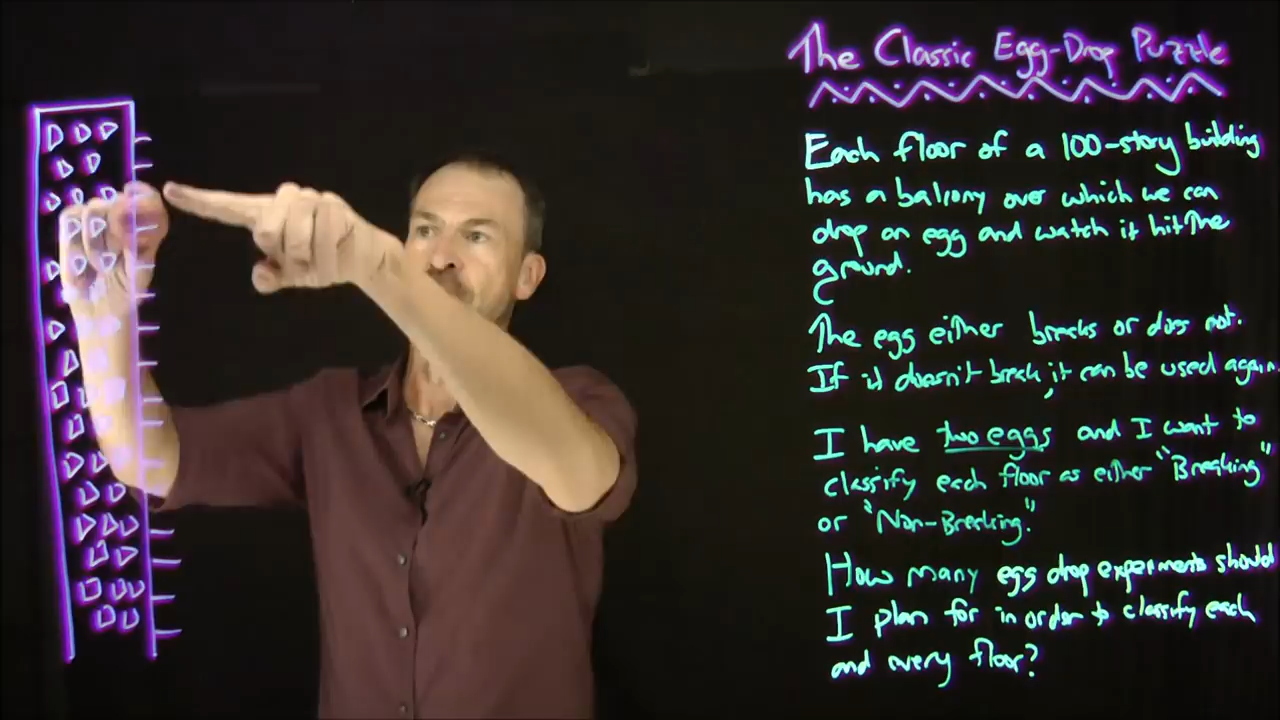 The Classic Egg-Drop Puzzle
Each floor of a 100-story building
has a balcony over which we can
drop an egg and watch it hit the
ground.
The egg either breaks or does not.
If it doesn't break, it can be used again.
I have two eggs and I want to
classify each floor as either "Breaking"
or "Non-Breaking."
How many egg drop experiments should
I plan for in order to classify each
and every floor?